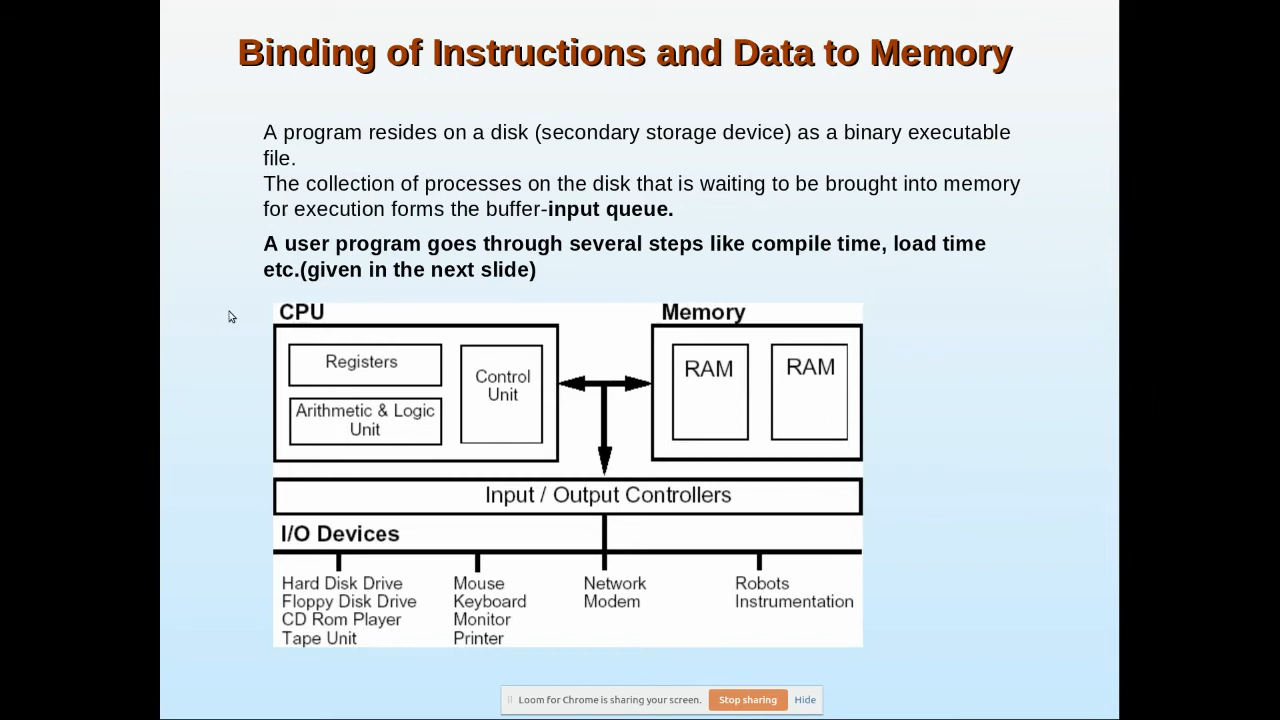 Binding of Instructions and Data to Memory
A program resides on a disk (secondary storage device) as a binary executable
file.
The collection of processes on the disk that is waiting to be brought into memory
for execution forms the buffer-input queue.
A user program goes through several steps like compile time, load time
etc.(given in the next slide)
CPU
Registers
Arithmetic & Logic
Unit
Control
Unit
Memory
RAM
RAM
Input / Output Controllers
I/O Devices
Hard Disk Drive
Floppy Disk Drive
CD Rom Player
Tape Unit
Mouse
Keyboard
Monitor
Printer
Network
Modem
Robots
Instrumentation
Loom for Chrome is sharing your screen.
Stop sharing
Hide